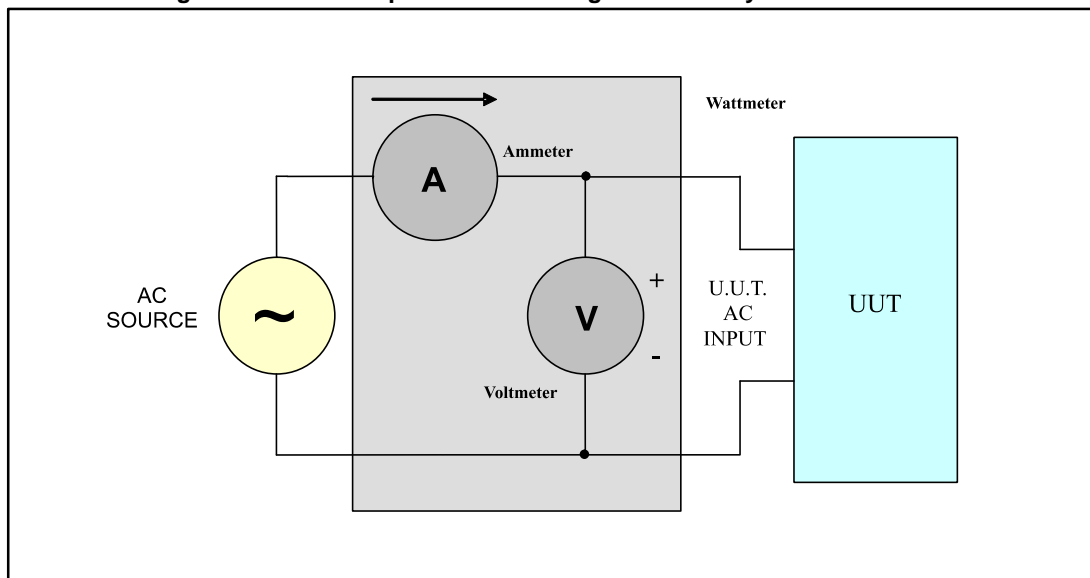 Wattmeter
Ammeter
A
AC
SOURCE
~
V
+
-
Voltmeter
U.U.T.
AC
INPUT
UUT